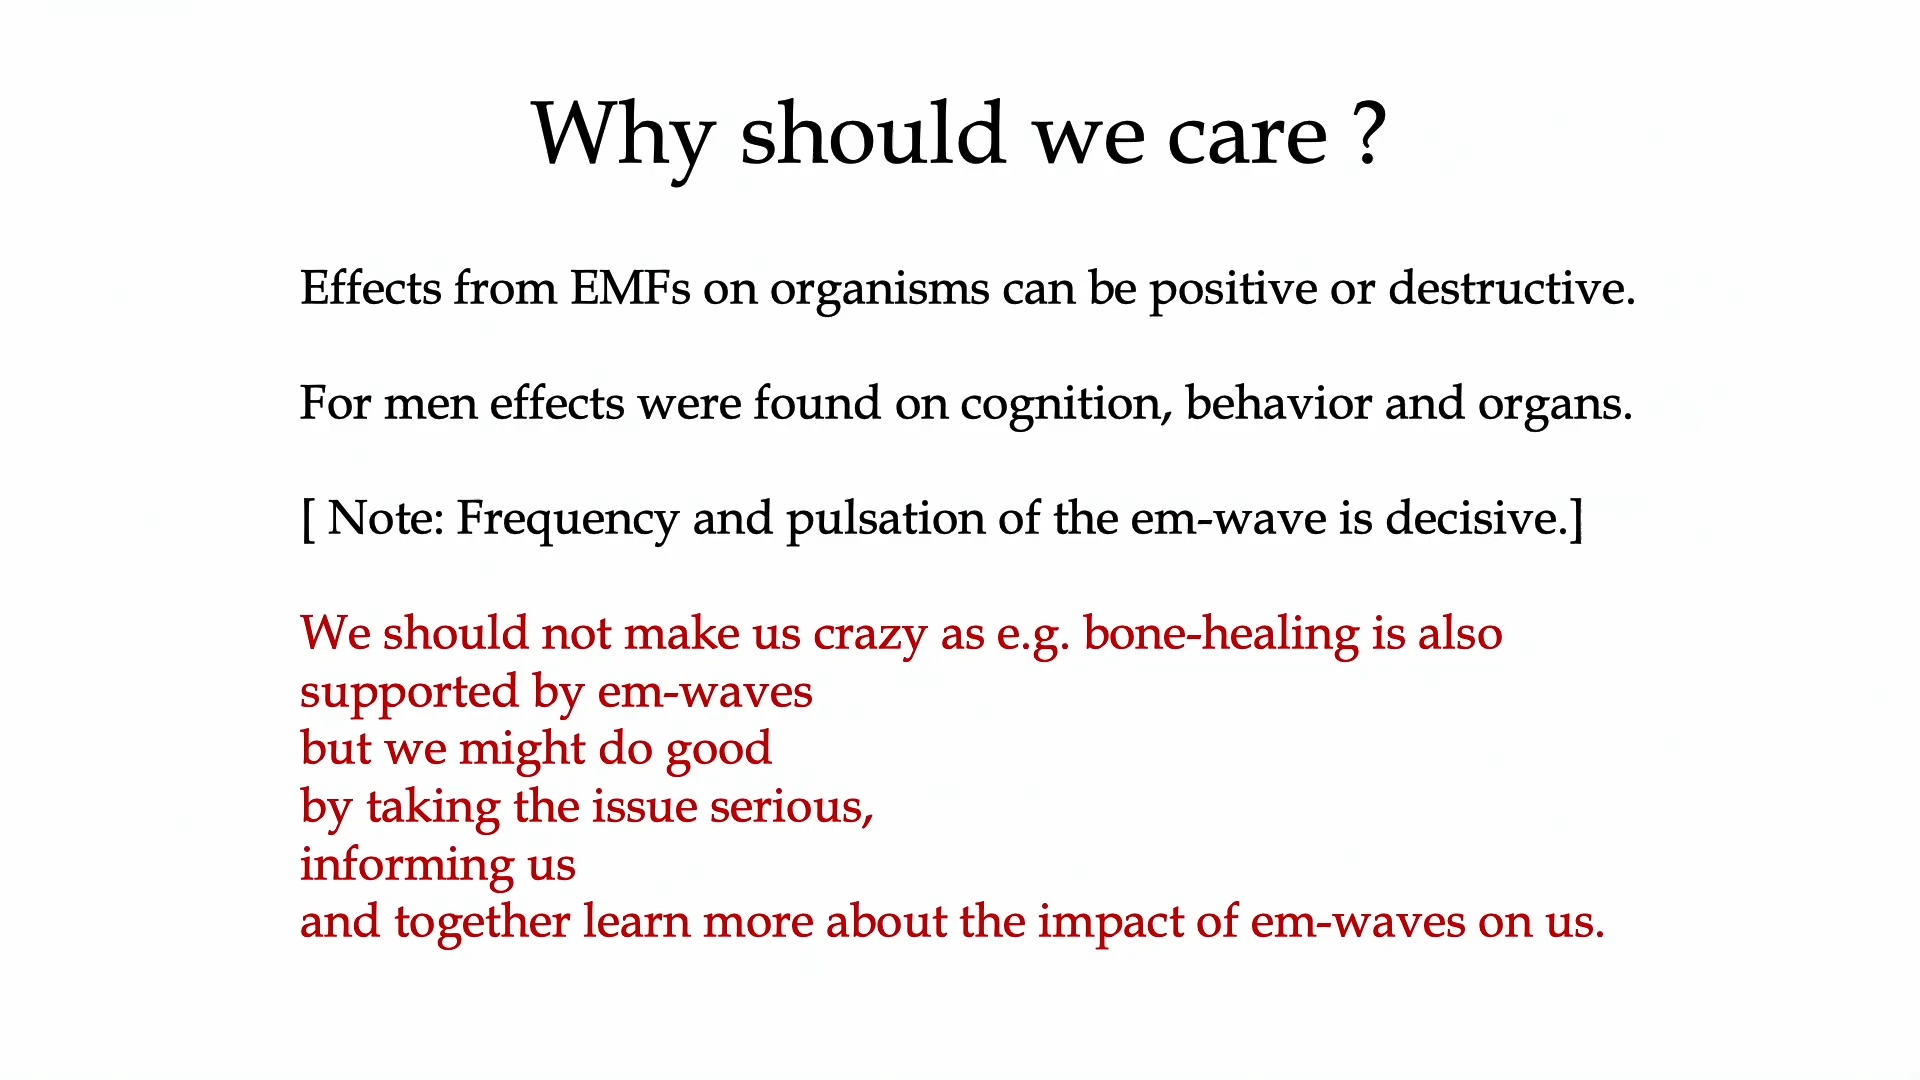 Why should we care ?
Effects from EMFs on organisms can be positive or destructive.
For men effects were found on cognition, behavior and organs.
[ Note: Frequency and pulsation of the em-wave is decisive.]
We should not make us crazy as e.g. bone-healing is also
supported by em-waves
but we might do good
by taking the issue serious,
informing us
and together learn more about the impact of em-waves on us.